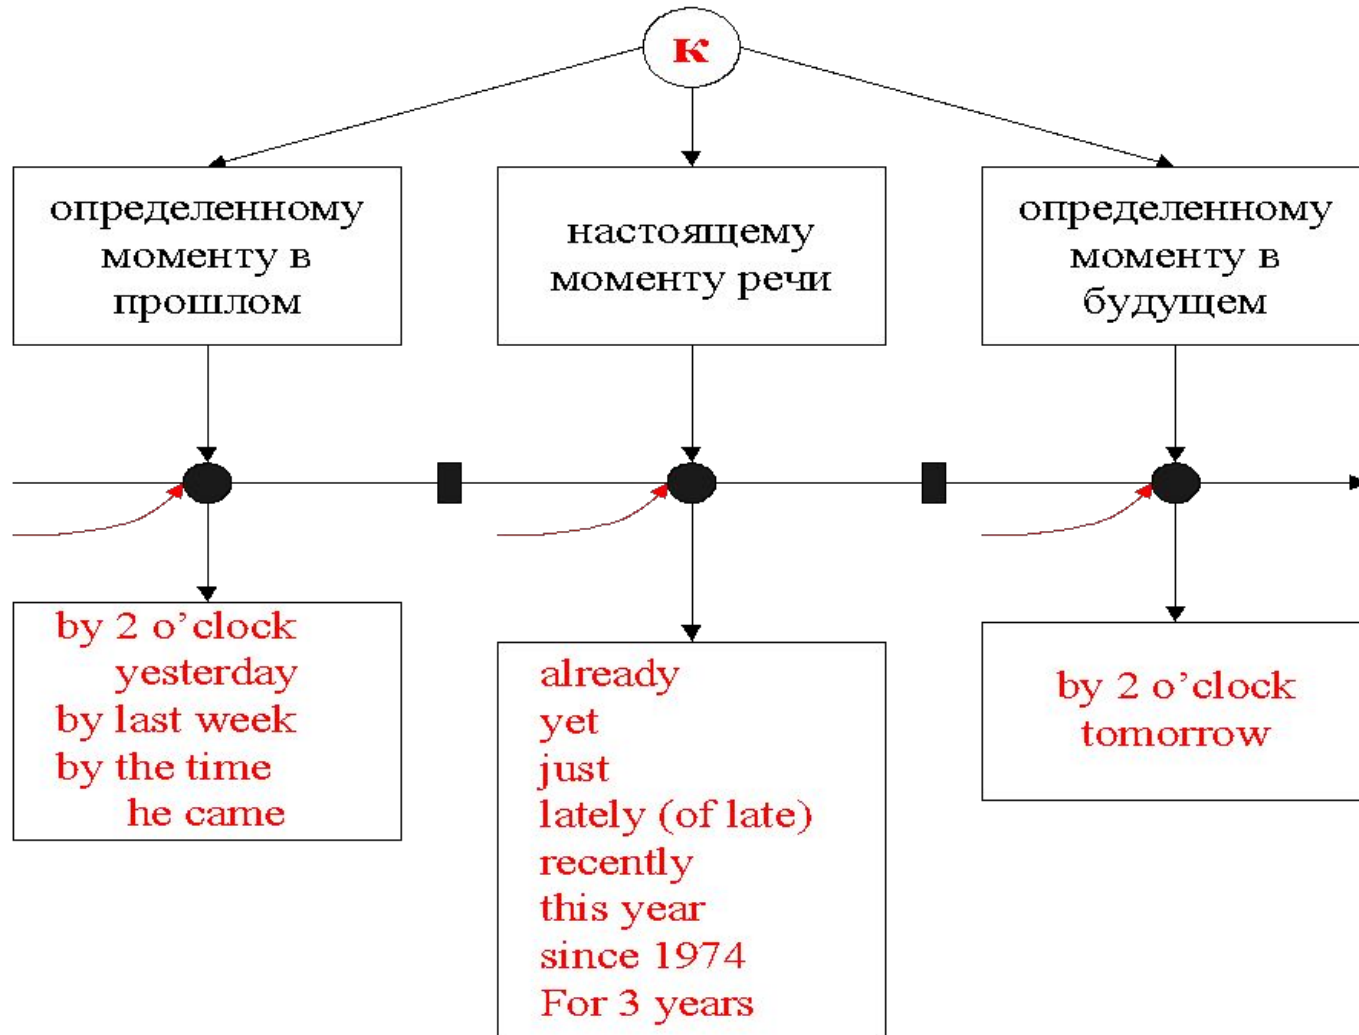 к
определенному
моменту в
прошлом
настоящему
моменту речи
определенному
моменту в
будущем
by 2 o’clock
yesterday
by last week
by the time
he came
already
yet
just
lately (of late)
recently
this year
since 1974
For 3 years
by 2 o’clock
tomorrow